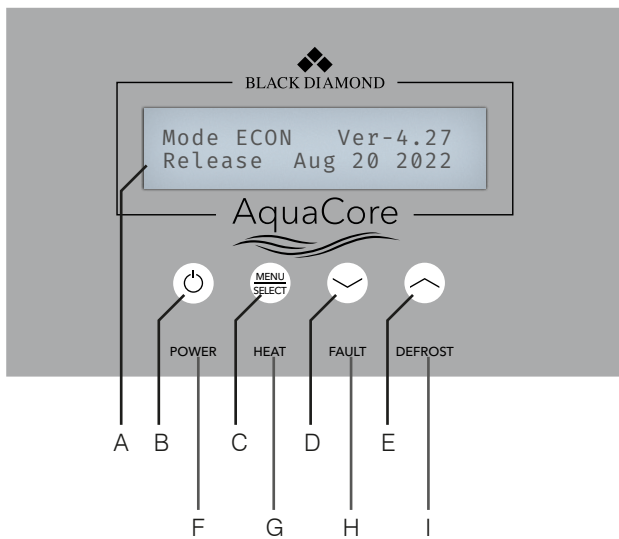 BLACK DIAMOND
Mode ECON Ver-4.27
Release Aug 20 2022
AquaCore
MENU
SELECT
POWER HEAT FAULT DEFROST
A B C D E
F G H I